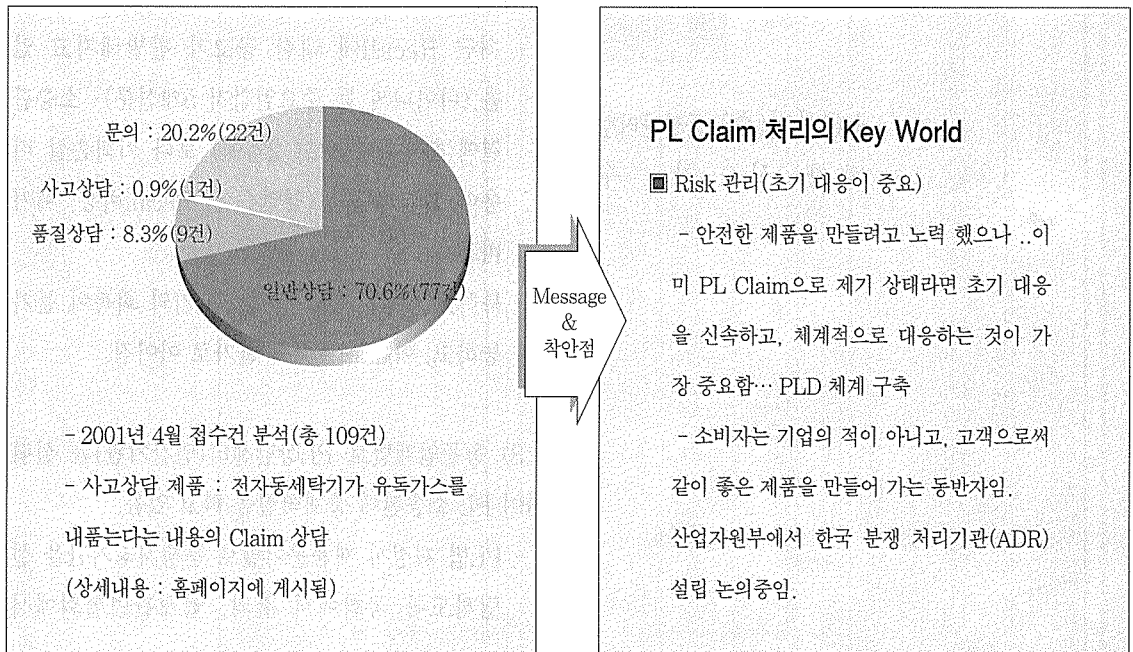 문의 : 20.2%(22건)
사고상담 : 0.9%(1건)
품질상담 : 8.3%(9건)
일반상담 : 70.6%(77건)
- 2001년 4월 접수건 분석(총 109건)
- 사고상담 제품 : 전자동세탁기가 유독가스를
내품는다는 내용의 Claim 상담
(상세내용 : 홈페이지에 게시됨)
Message
&
착안점
PL Claim 처리의 Key World
▣ Risk 관리(초기 대응이 중요)
- 안전한 제품을 만들려고 노력 했으나 ..이
미 PL Claim으로 제기 상태라면 초기 대응
을 신속하고, 체계적으로 대응하는 것이 가
장 중요함… PLD 체계 구축
- 소비자는 기업의 적이 아니고, 고객으로써
같이 좋은 제품을 만들어 가는 동반자임.
산업자원부에서 한국 분쟁 처리기관(ADR)
설립 논의중임.